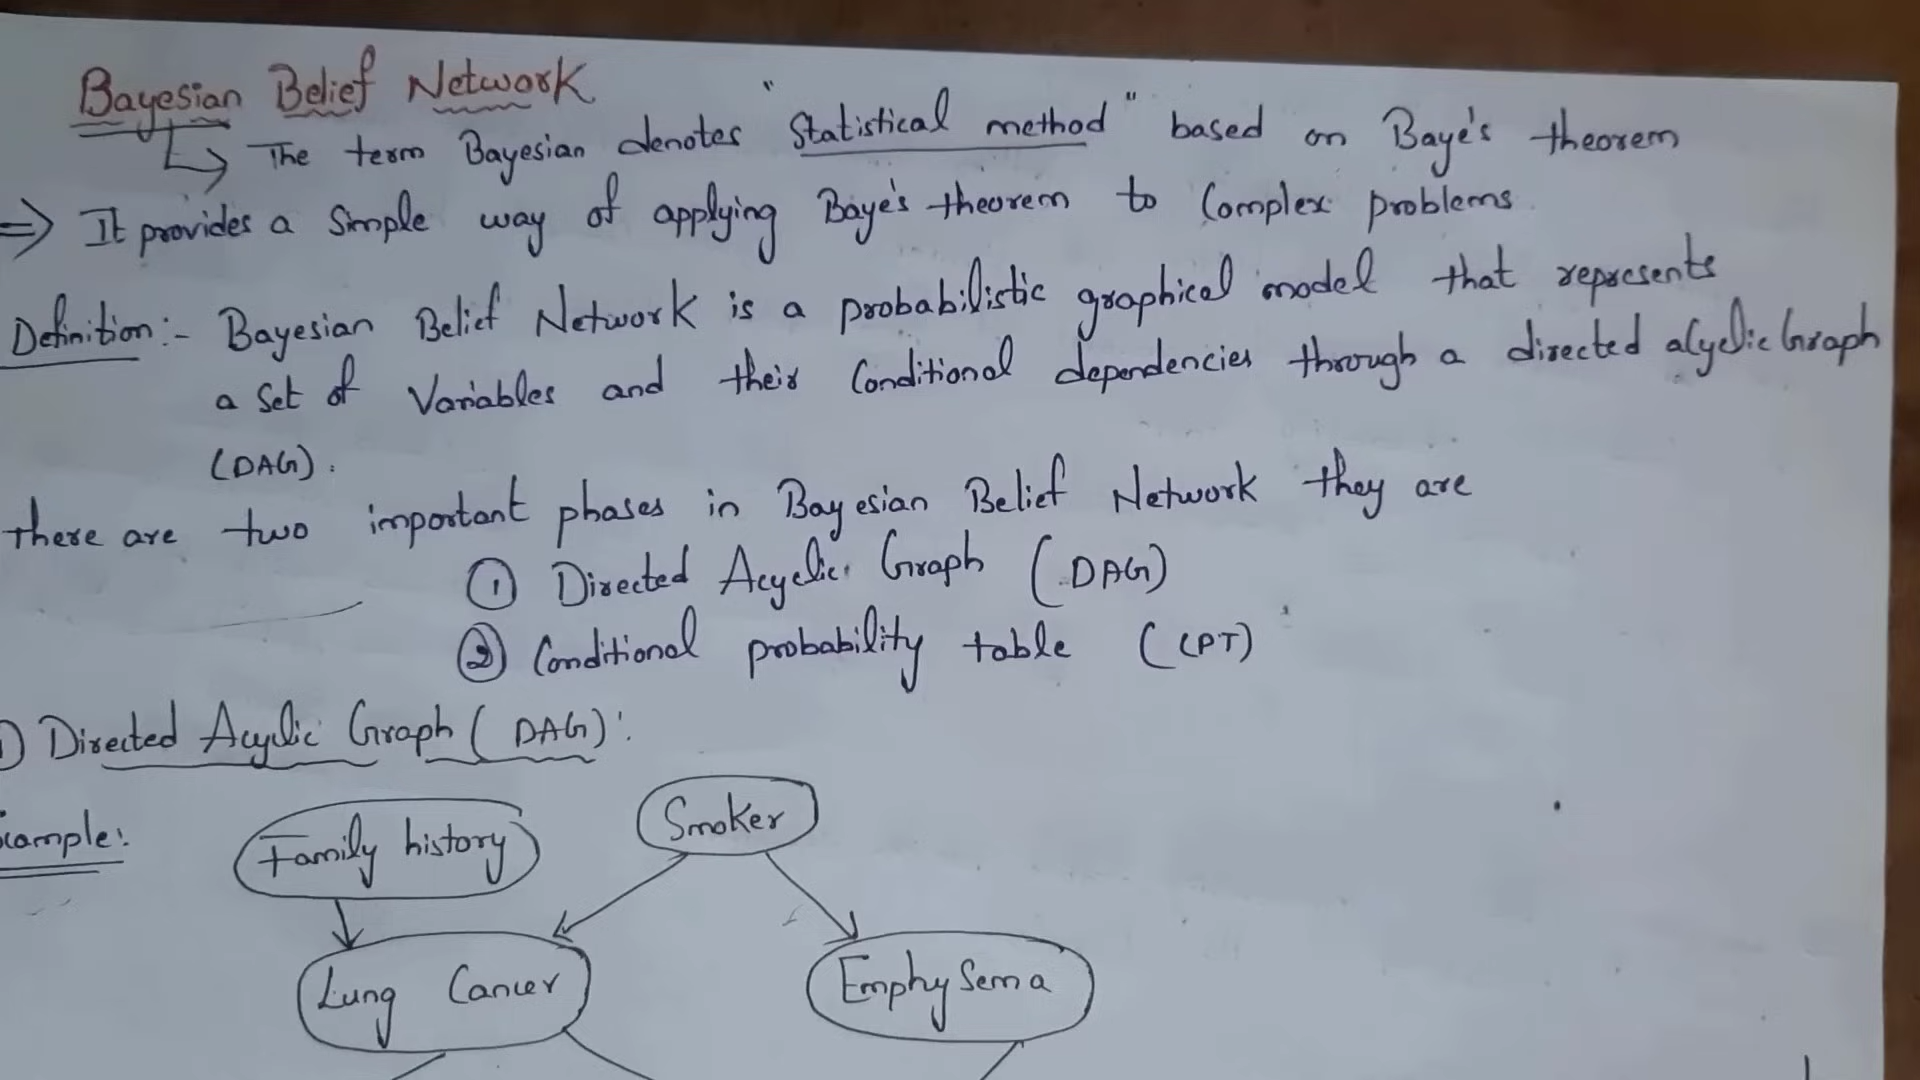 Bayesian Belief Network
The term Bayesian denotes "Statistical method" based on Baye's theorem
⇒ It provides a Simple way of applying Baye's theorem to Complex problems.
Definition:- Bayesian Belief Network is a probabilistic graphical model that represents
a Set of Variables and their Conditional dependencies through a directed acyclic Graph
(DAG).
there are two important phases in Bayesian Belief Network they are
① Directed Acyclic Graph (DAG)
② Conditional probability table (CPT)
) Directed Acyclic Graph (DAG):
ample:
Family history
Smoker
Lung Cancer
Emphysema